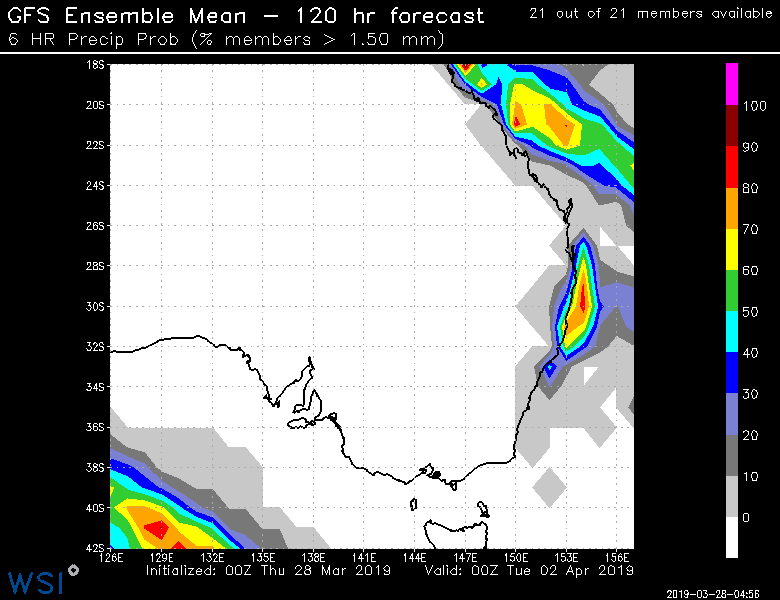 GFS Ensemble Mean – 120 hr forecast
21 out of 21 members available
6 HR Precip Prob (% members > 1.50 mm)
18S
20S
22S
24S
26S
28S
30S
32S
34S
36S
38S
40S
42S
126E 129E 132E 135E 138E 141E 144E 147E 150E 153E 156E
100
90
80
70
60
50
40
30
20
10
0
Initialized: 00Z Thu 28 Mar 2019 Valid: 00Z Tue 02 Apr 2019
WSI
2019-03-28-04:56